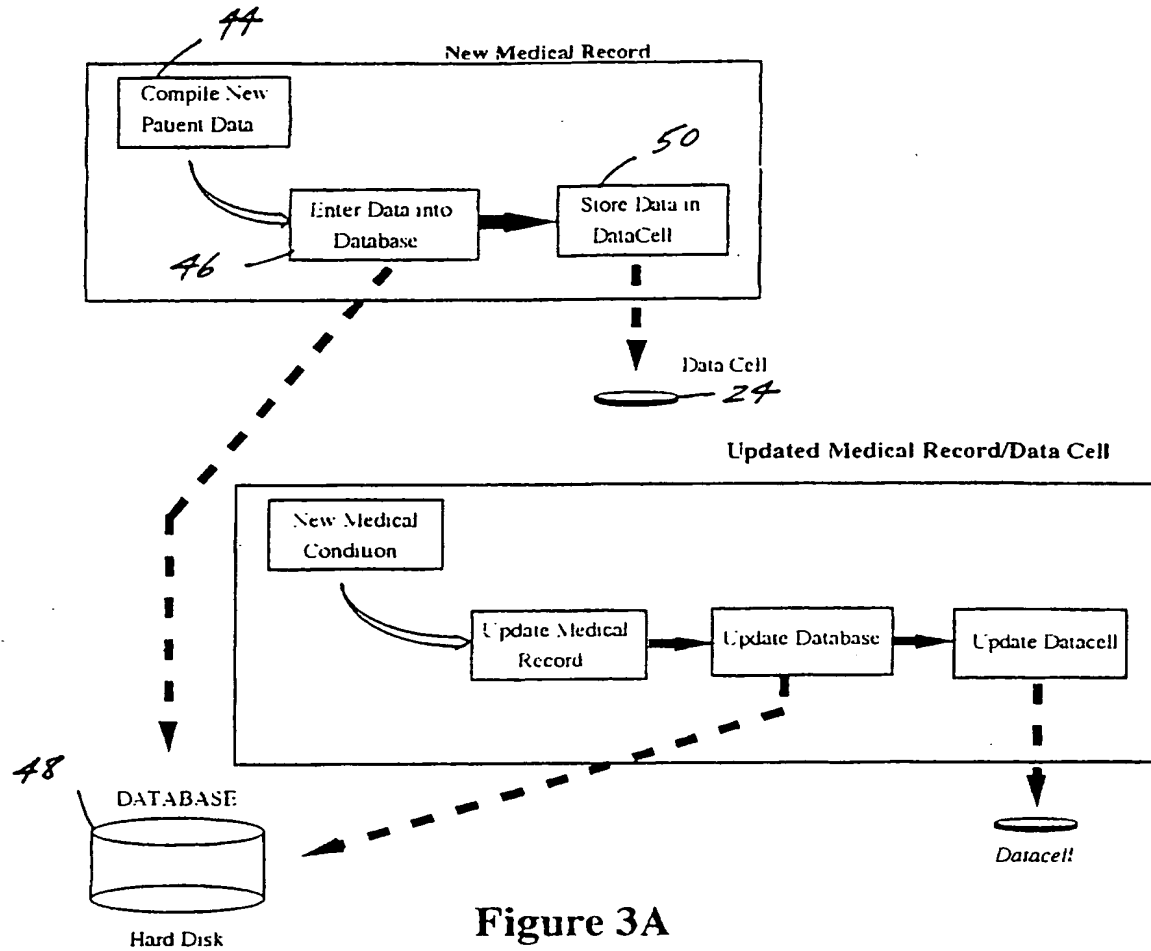 44
New Medical Record
Compile New
Patient Data
50
Enter Data into
Database
Store Data in
DataCell
46
Data Cell
24
Updated Medical Record/Data Cell
New Medical
Condition
Update Medical
Record
Update Database
Update Datacell
48
DATABASE
Datacell
Hard Disk
Figure 3A